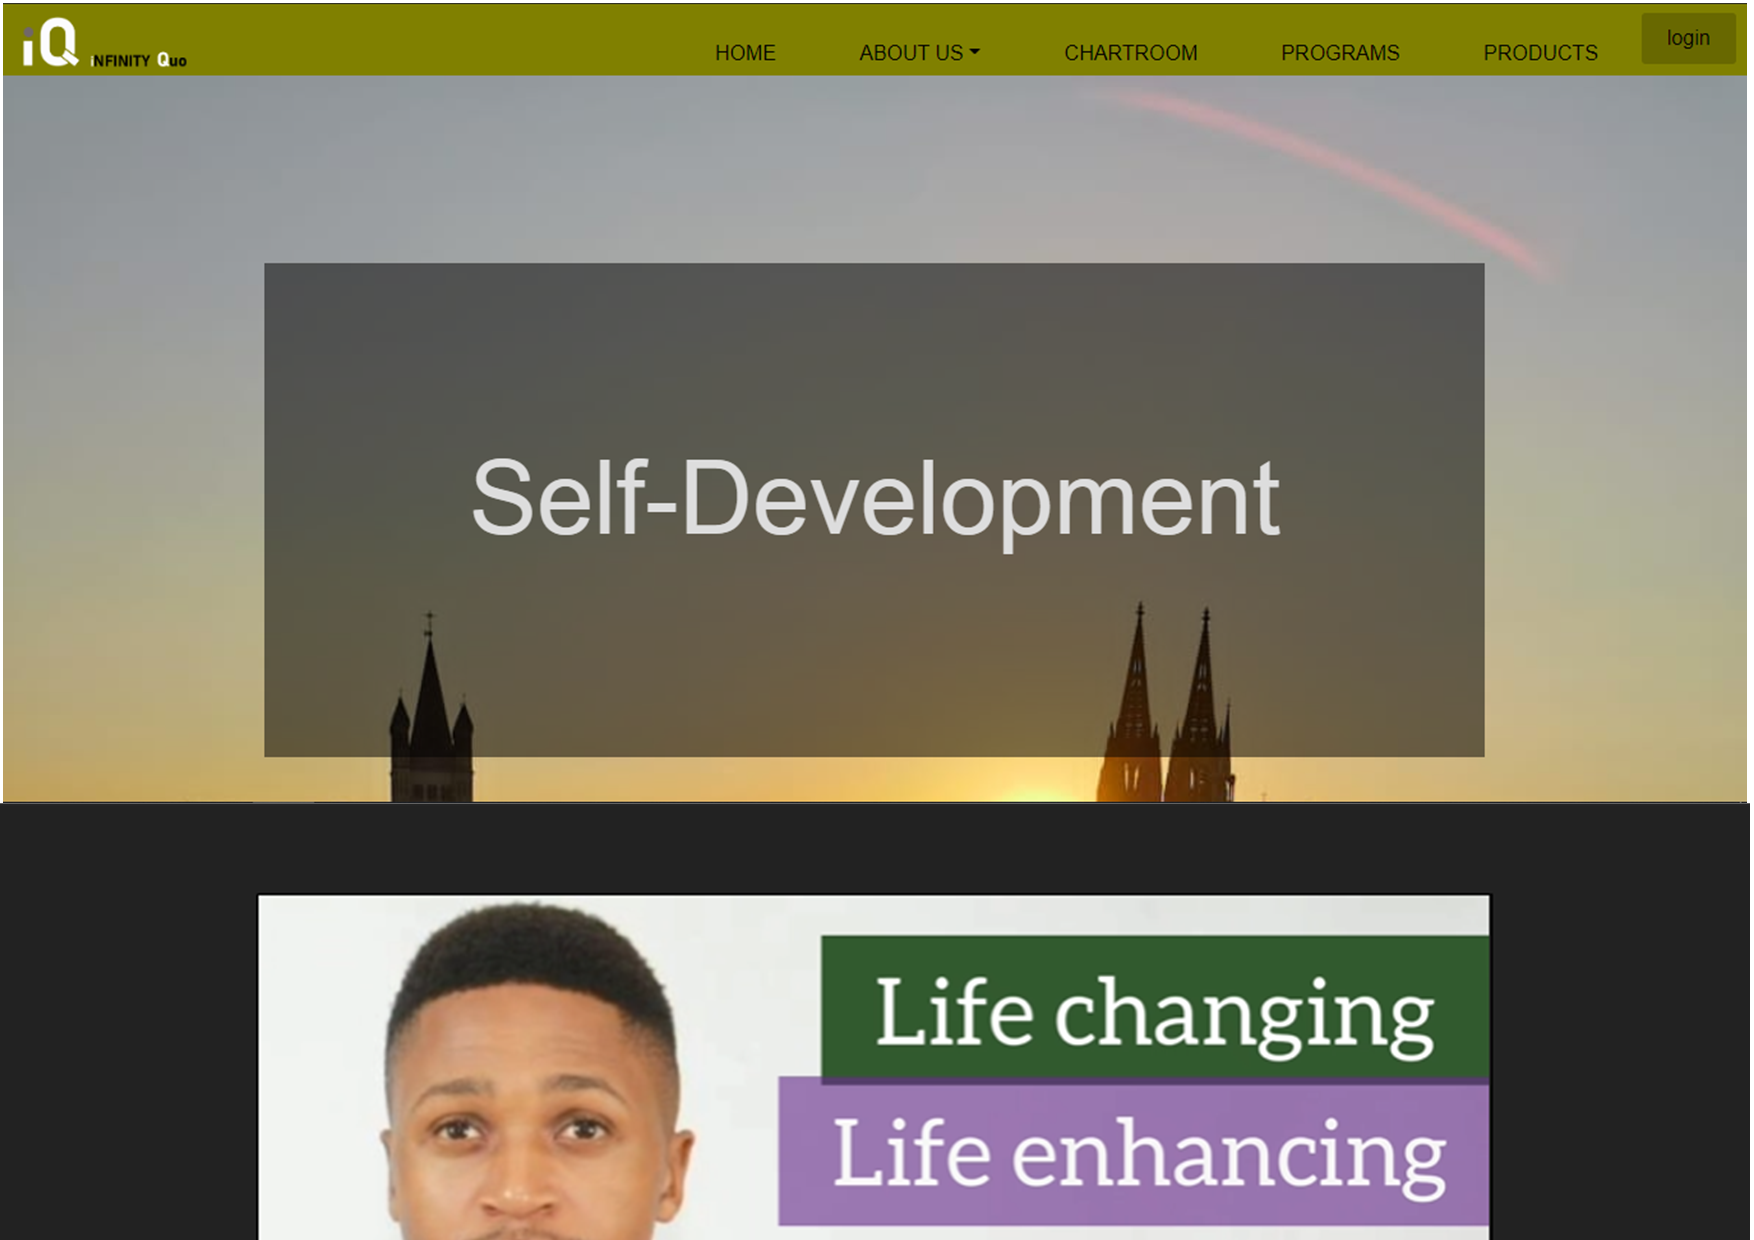 iQ iNFINITY Quo
HOME ABOUT US CHARTROOM PROGRAMS PRODUCTS login
Self-Development
Life changing
Life enhancing